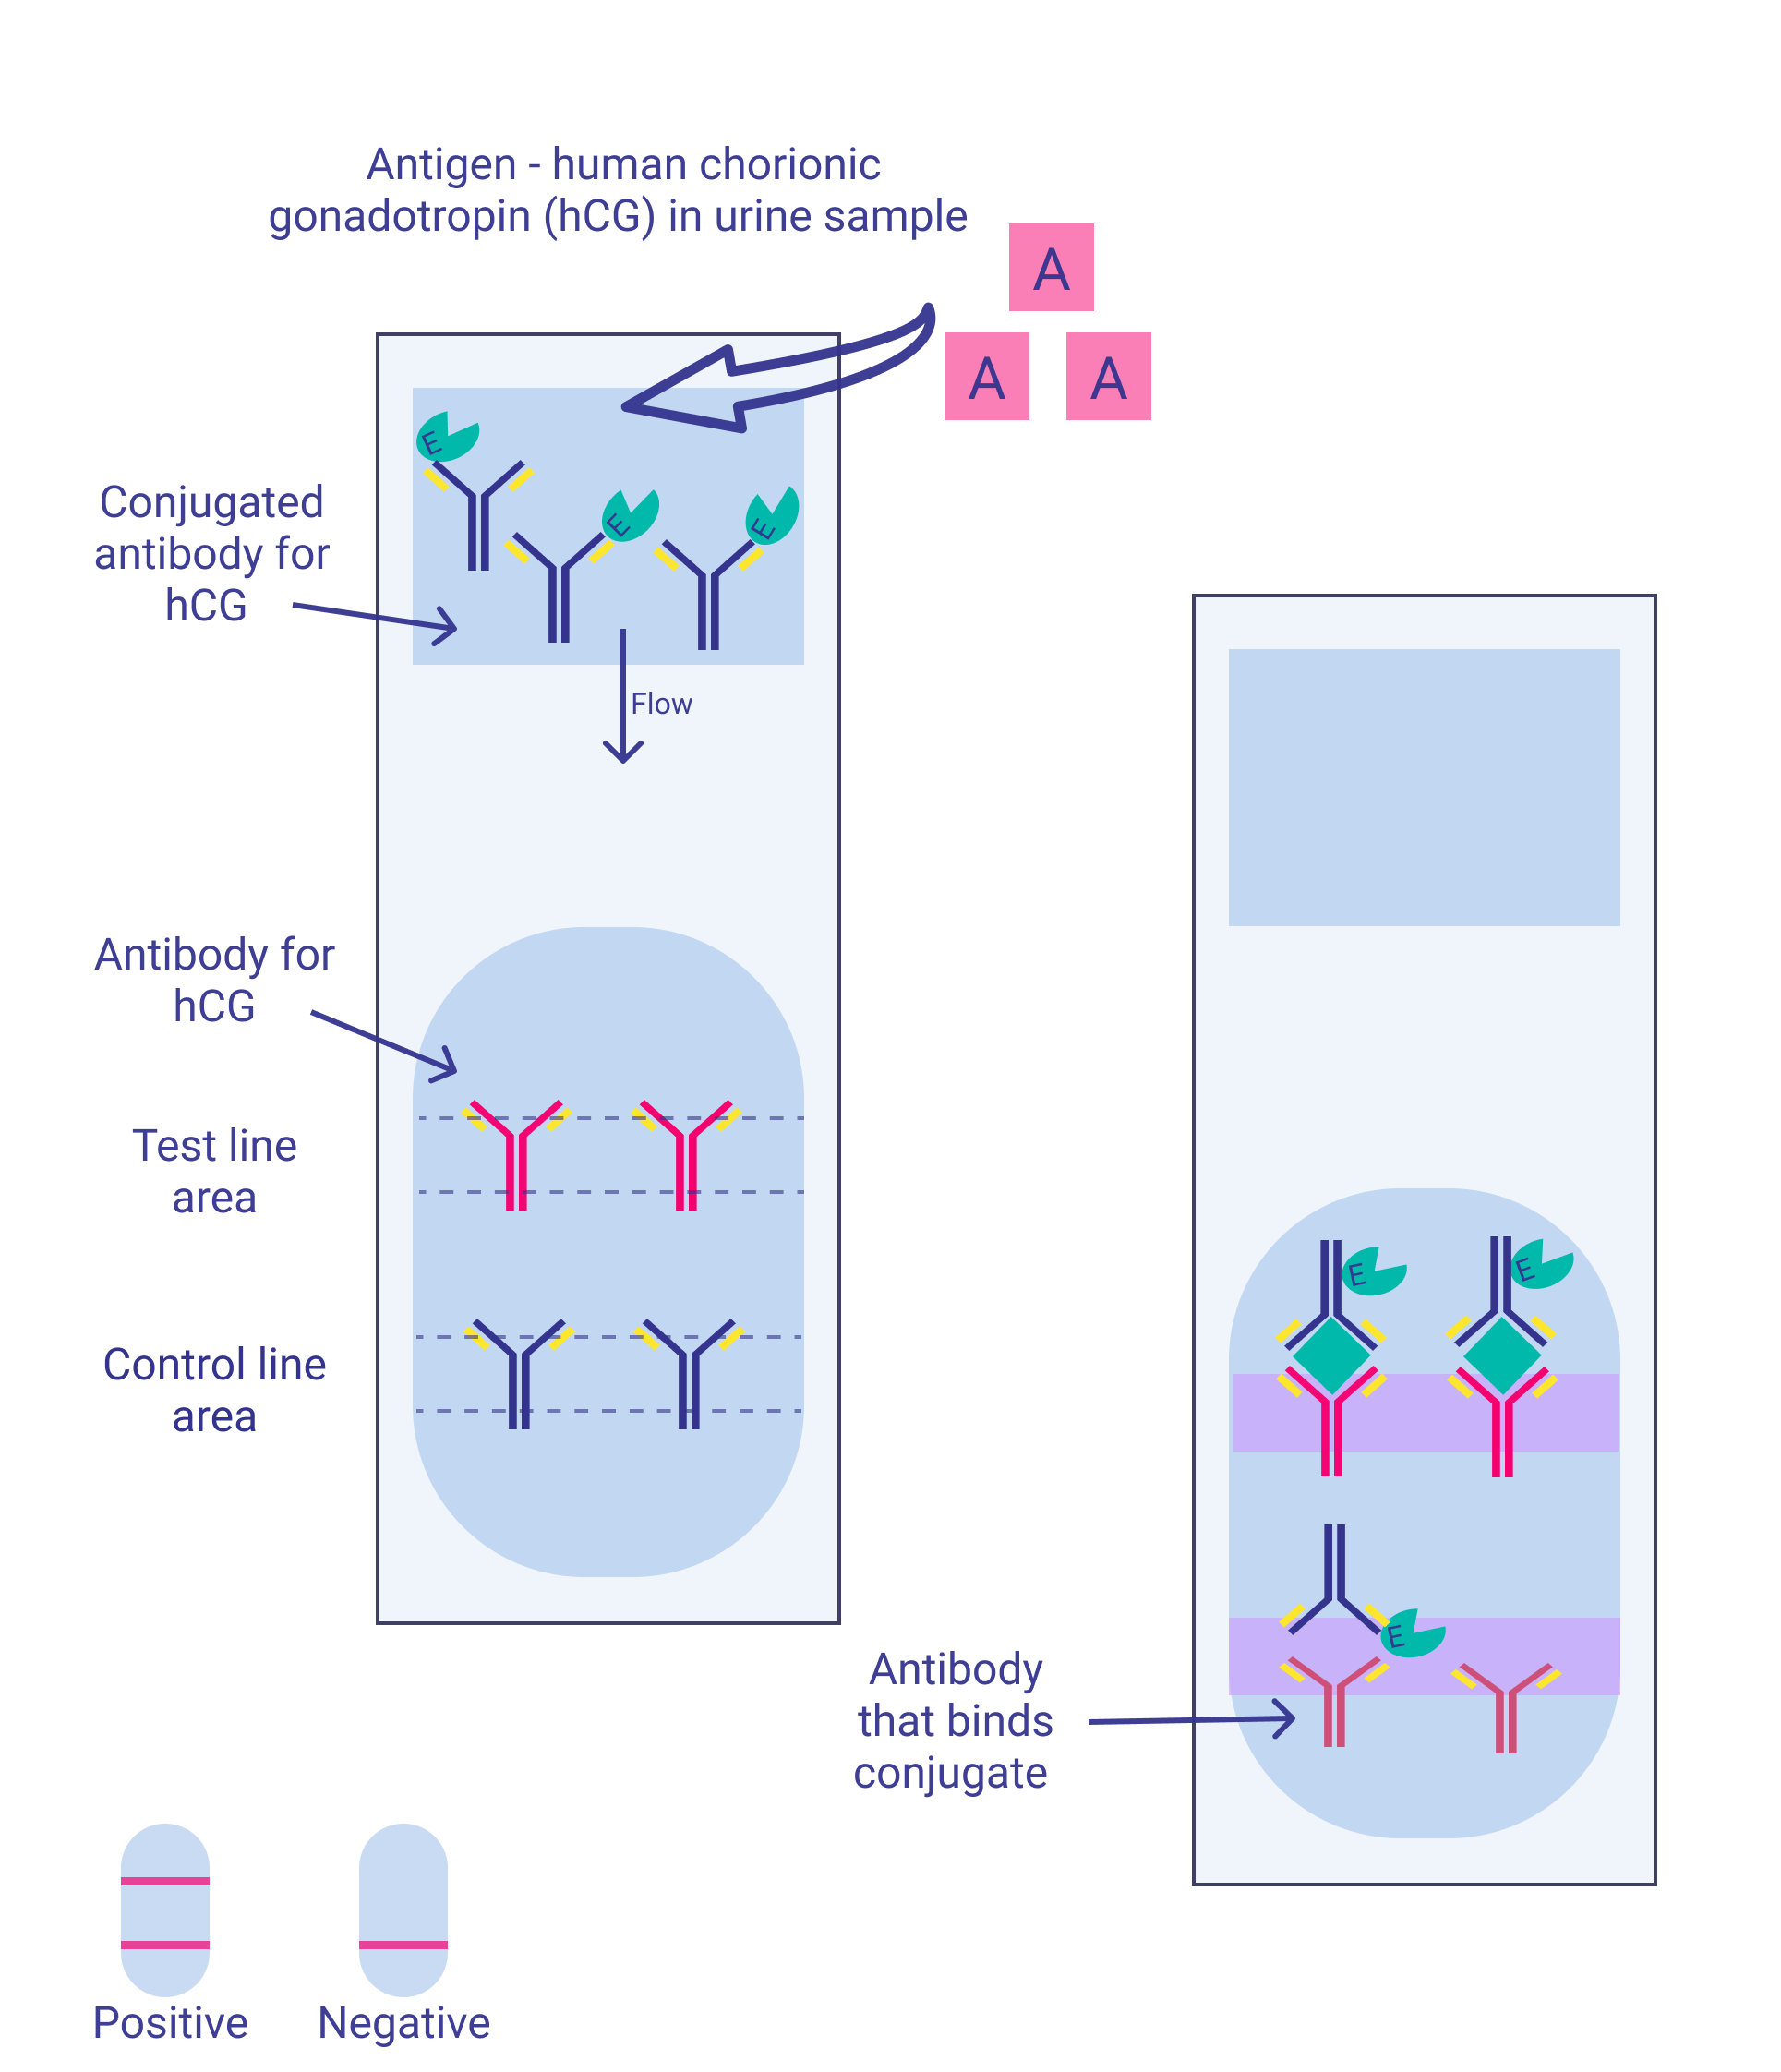 Antigen - human chorionic
gonadotropin (hCG) in urine sample
A
A A
E
E E
Conjugated
antibody for
hCG
Flow
Antibody for
hCG
Test line
area
Control line
area
E E
E
Antibody
that binds
conjugate
Positive Negative